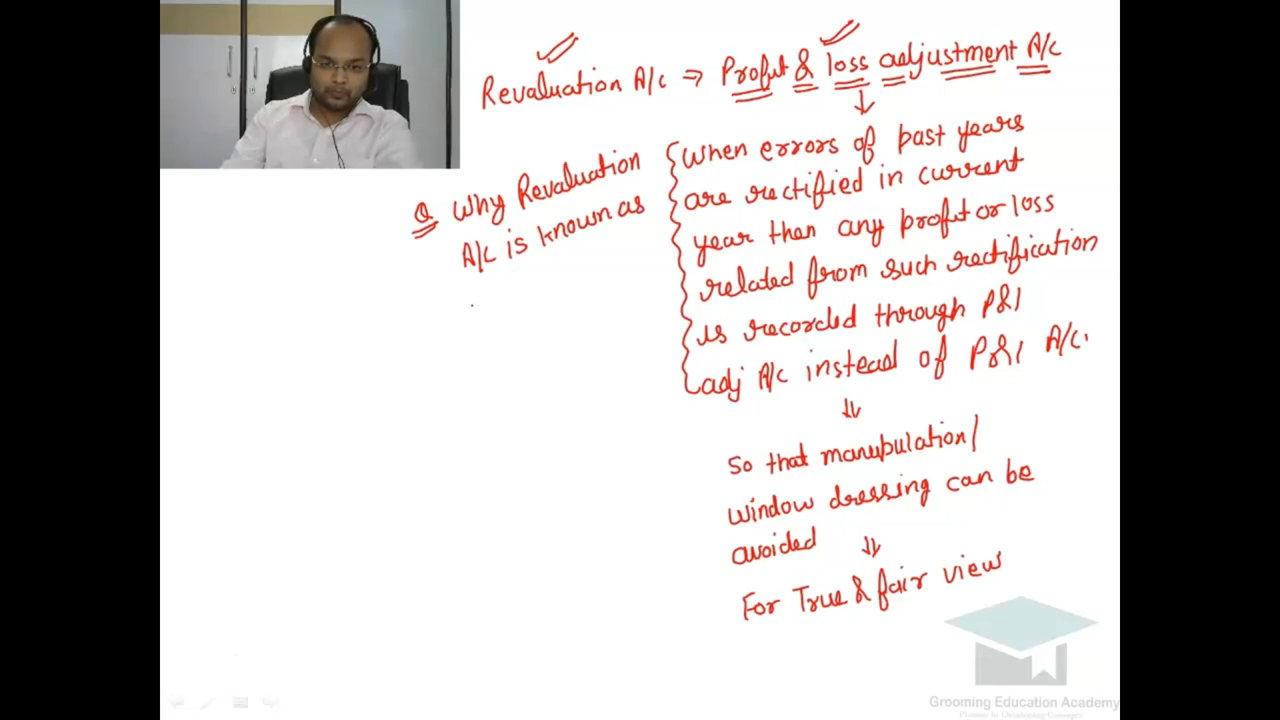 Revaluation A/c ⇒ Profit & loss adjustment A/c
Q Why Revaluation
A/c is known as
When errors of past years
are rectified in current
year then any profit or loss
related from such rectification
is recorded through P&l
adj A/c instead of P&l A/c.
So that manupulation/
window dressing can be
avoided
For True & fair view
Grooming Education Academy